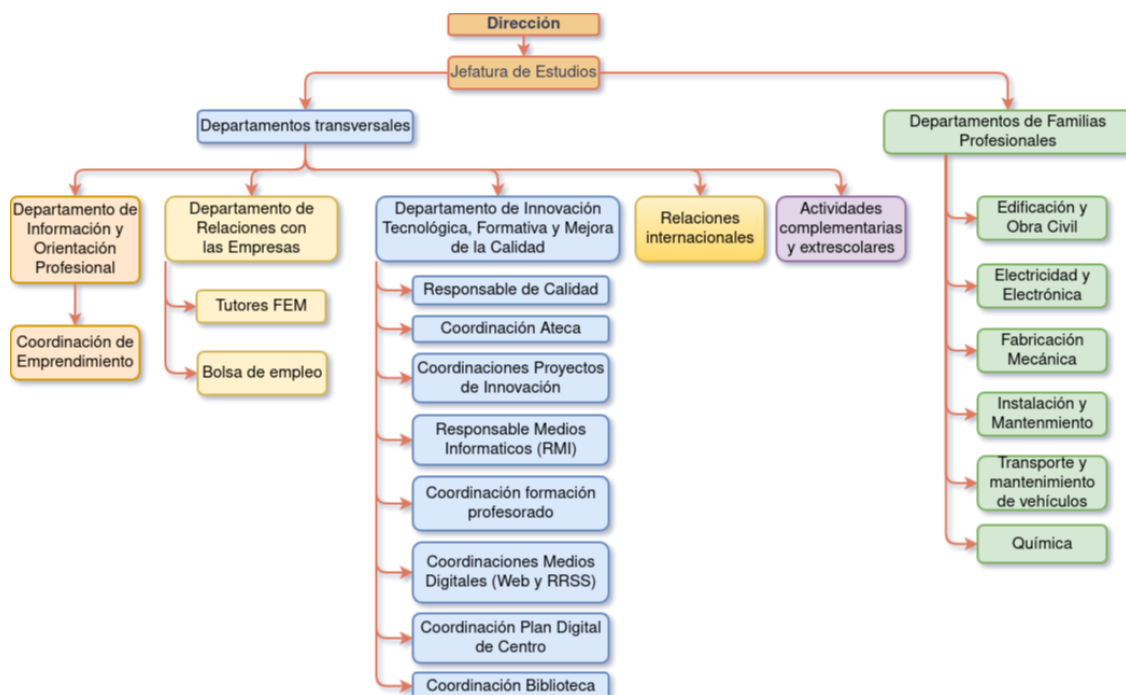 Dirección
Jefatura de Estudios
Departamentos transversales
Departamentos de Familias
Profesionales
Departamento de
Información y
Orientación
Profesional
Coordinación de
Emprendimiento
Departamento de
Relaciones con
las Empresas
Tutores FEM
Bolsa de empleo
Departamento de Innovación
Tecnológica, Formativa y Mejora
de la Calidad
Responsable de Calidad
Coordinación Ateca
Coordinaciones Proyectos
de Innovación
Responsable Medios
Informaticos (RMI)
Coordinación formación
profesorado
Coordinaciones Medios
Digitales (Web y RRSS)
Coordinación Plan Digital
de Centro
Coordinación Biblioteca
Relaciones
internacionales
Actividades
complementarias
y extrescolares
Edificación y
Obra Civil
Electricidad y
Electrónica
Fabricación
Mecánica
Instalación y
Mantenmiento
Transporte y
mantenimiento
de vehículos
Química